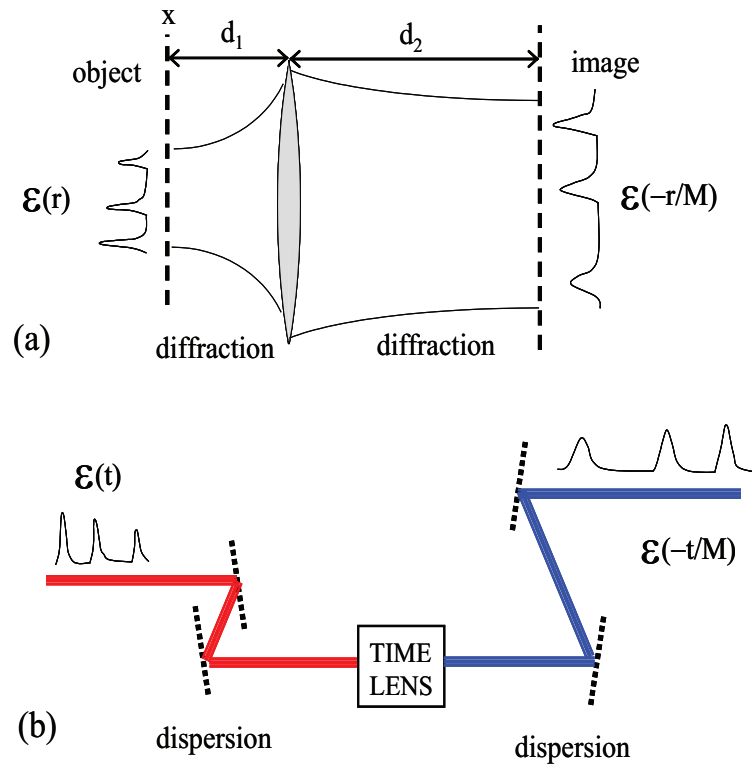 x
d₁
d₂
object
image
ε(r)
ε(−r/M)
(a)
diffraction
diffraction
ε(t)
ε(−t/M)
TIME
LENS
(b)
dispersion
dispersion